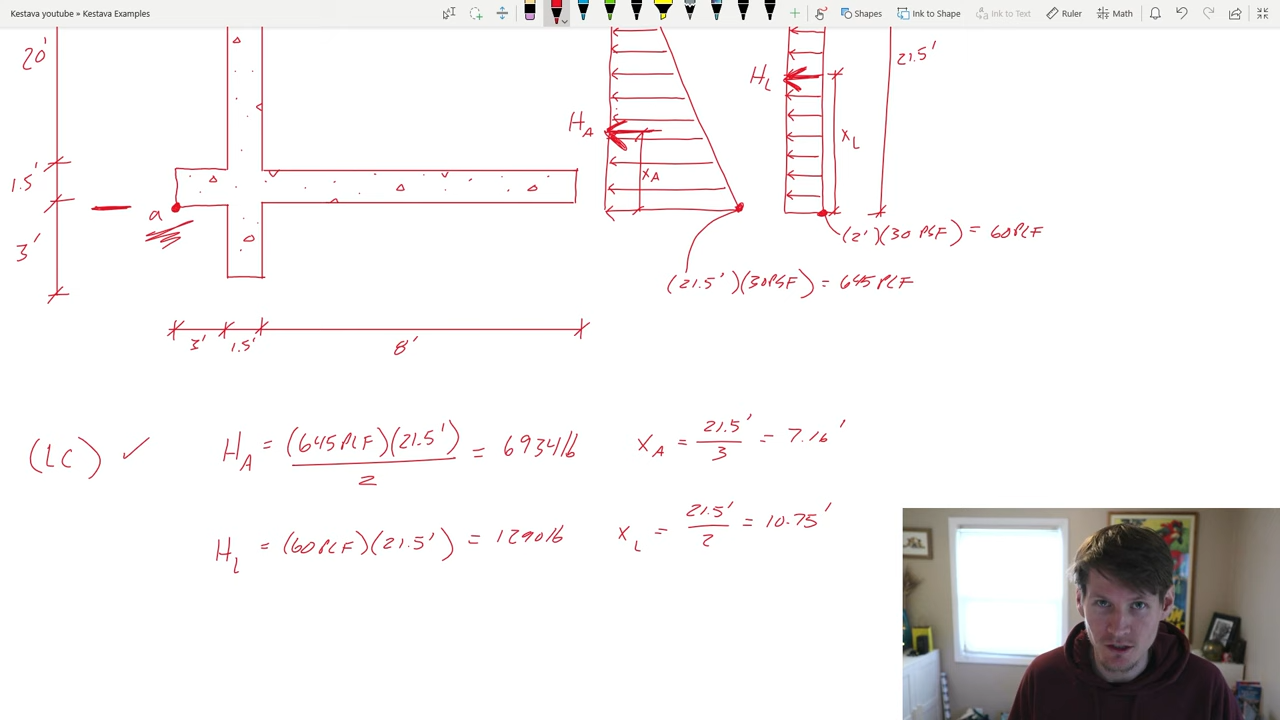 Kestava youtube » Kestava Examples
Shapes
Ink to Shape
Ink to Text
Ruler
Math
20'
21.5'
H_L
H_A
x_L
1.5'
x_A
a
3'
(2')(30 PSF) = 60PLF
(21.5')(30PSF) = 645PLF
3' 1.5' 8'
(LC) ✓
H_A = (645PLF)(21.5') / 2 = 6934lb
x_A = 21.5' / 3 = 7.16'
H_L = (60PLF)(21.5') = 1290lb
x_L = 21.5' / 2 = 10.75'